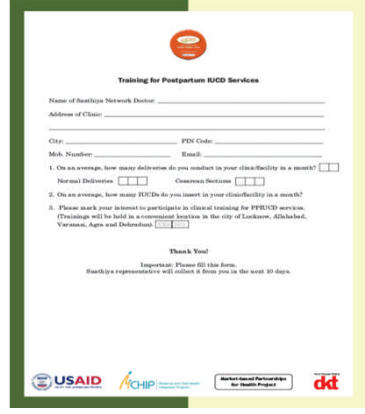 Training for Postpartum IUCD Services
Name of Saathiya Network Doctor:
Address of Clinic:
City: PIN Code:
Mob. Number: Email:
1. On an average, how many deliveries do you conduct in your clinic/facility in a month?
Normal Deliveries Cesarean Sections
2. On an average, how many IUCDs do you insert in your clinic/facility in a month?
3. Please mark your interest to participate in clinical training for PPIUCD services.
(Trainings will be held in a convenient location in the city of Lucknow, Allahabad,
Varanasi, Agra and Dehradun).
Thank You!
Important: Please fill this form.
Saathiya representative will collect it from you in the next 10 days.
USAID
MCHIP
Market-based Partnerships
for Health Project
dkt